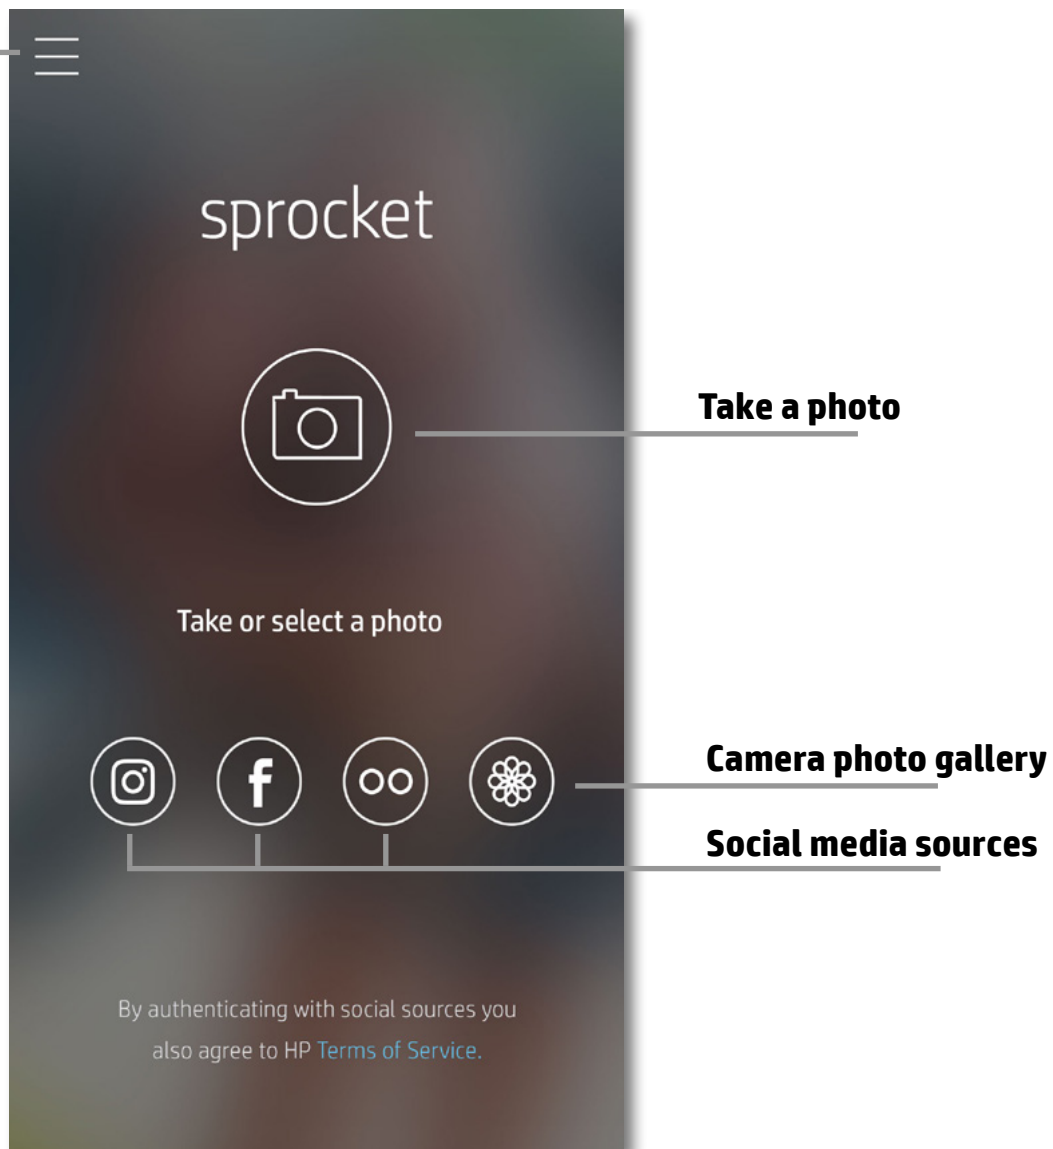 sprocket
Take a photo
Take or select a photo
Camera photo gallery
Social media sources
By authenticating with social sources you
also agree to HP Terms of Service.